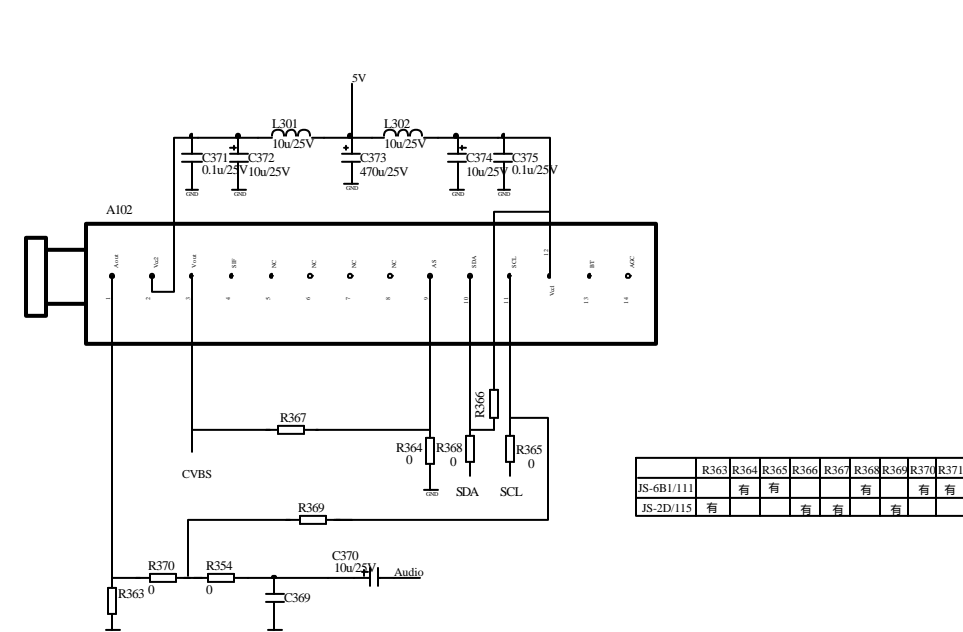 5V
L301
10u/25V
L302
10u/25V
C371
0.1u/25V
C372
10u/25V
C373
470u/25V
C374
10u/25V
C375
0.1u/25V
GND
GND
GND
GND
GND
A102
Aout
Vcc2
Vout
SIF
NC
NC
NC
NC
AS
SDA
SCL
12
BT
AGC
1
2
3
4
5
6
7
8
9
10
11
Vcc1
13
14
R366
R367
R364
0
R368
0
R365
0
CVBS
GND
SDA
SCL
R369
R363 R364 R365 R366 R367 R368 R369 R370 R371
JS-6B1/111 有 有 有 有 有
JS-2D/115 有 有 有 有
C370
10u/25V
Audio
R370
0
R354
0
R363
C369